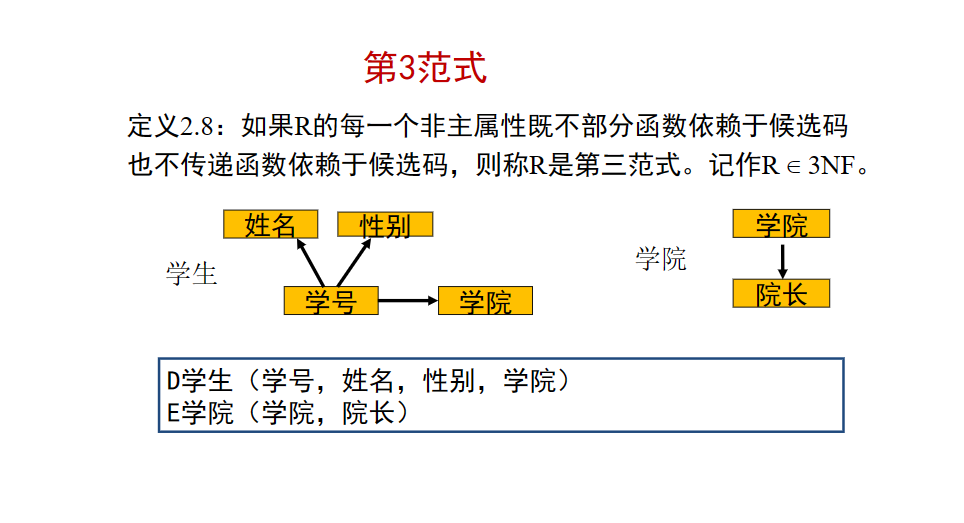 第3范式
定义2.8：如果R的每一个非主属性既不部分函数依赖于候选码
也不传递函数依赖于候选码，则称R是第三范式。记作R ∈ 3NF。
姓名
性别
学生
学号
学院
学院
学院
院长
D学生（学号，姓名，性别，学院）
E学院（学院，院长）